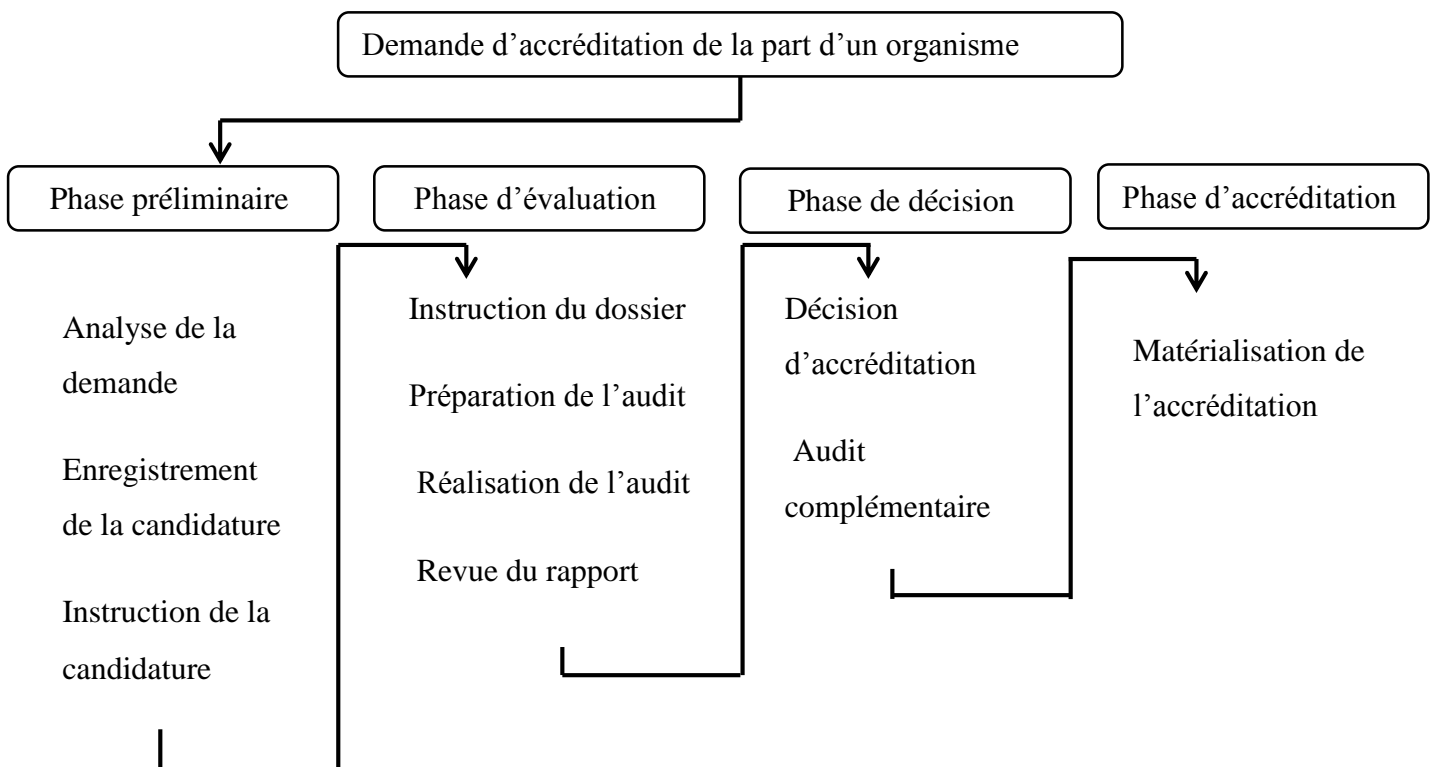 Demande d’accréditation de la part d’un organisme
Phase préliminaire
Analyse de la
demande
Enregistrement
de la candidature
Instruction de la
candidature
Phase d’évaluation
Instruction du dossier
Préparation de l’audit
Réalisation de l’audit
Revue du rapport
Phase de décision
Décision
d’accréditation
Audit
complémentaire
Phase d’accréditation
Matérialisation de
l’accréditation